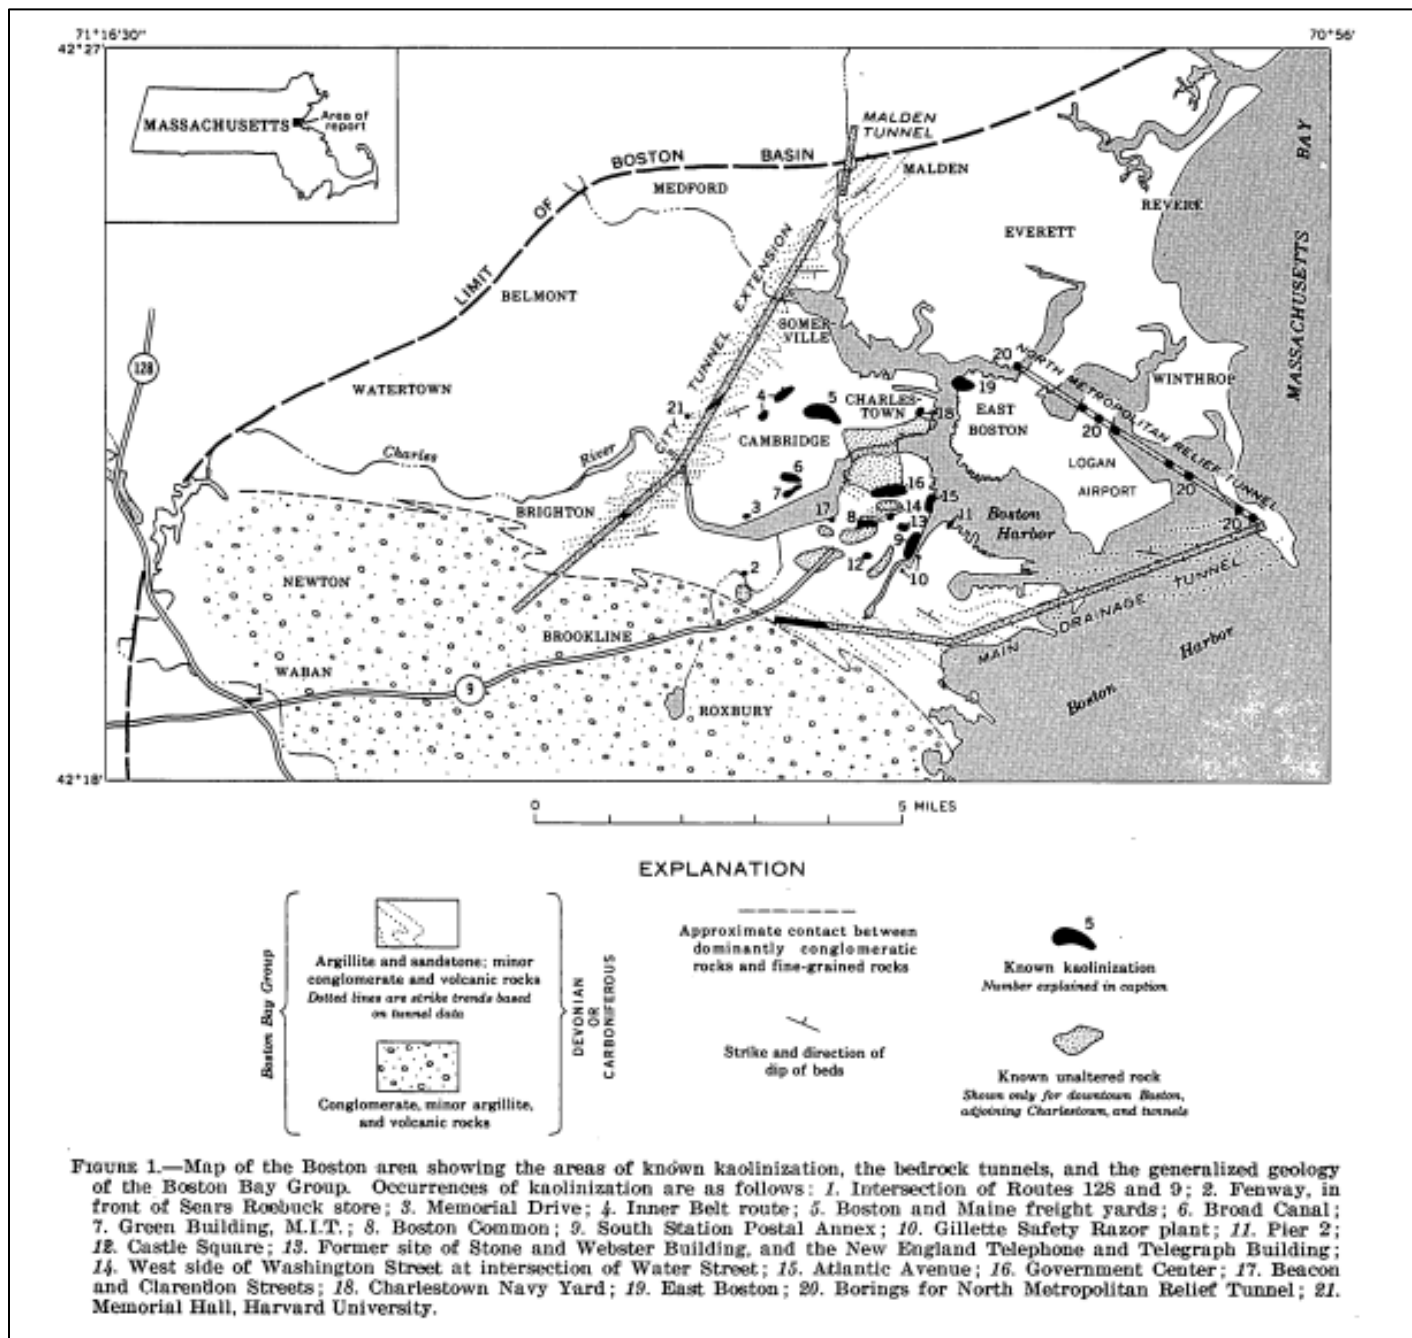 71°16'30"
70°56'
42°27'
MASSACHUSETTS
Area of
report
MALDEN
TUNNEL
LIMIT OF BOSTON BASIN
MEDFORD
MALDEN
REVERE
MASSACHUSETTS BAY
EVERETT
BELMONT
CITY TUNNEL EXTENSION
SOMER-
VILLE
128
WATERTOWN
20
NORTH METROPOLITAN RELIEF TUNNEL
WINTHROP
19
4
5
CHARLES-
TOWN
18
EAST
BOSTON
21
20
CAMBRIDGE
Charles River
LOGAN
AIRPORT
6
7
16
15
20
BRIGHTON
3
17
14
8
13
11
Boston
Harbor
20
9
12
10
2
NEWTON
BROOKLINE
MAIN DRAINAGE TUNNEL
Boston Harbor
WABAN
1
9
ROXBURY
42°18'
0
5 MILES
EXPLANATION
Boston Bay Group
Argillite and sandstone; minor
conglomerate and volcanic rocks
Dotted lines are strike trends based
on tunnel data
Conglomerate, minor argillite,
and volcanic rocks
DEVONIAN
OR
CARBONIFEROUS
Approximate contact between
dominantly conglomeratic
rocks and fine-grained rocks
Strike and direction of
dip of beds
5
Known kaolinization
Number explained in caption
Known unaltered rock
Shown only for downtown Boston,
adjoining Charlestown, and tunnels
FIGURE 1.—Map of the Boston area showing the areas of known kaolinization, the bedrock tunnels, and the generalized geology
of the Boston Bay Group. Occurrences of kaolinization are as follows: 1. Intersection of Routes 128 and 9; 2. Fenway, in
front of Sears Roebuck store; 3. Memorial Drive; 4. Inner Belt route; 5. Boston and Maine freight yards; 6. Broad Canal;
7. Green Building, M.I.T.; 8. Boston Common; 9. South Station Postal Annex; 10. Gillette Safety Razor plant; 11. Pier 2;
12. Castle Square; 13. Former site of Stone and Webster Building, and the New England Telephone and Telegraph Building;
14. West side of Washington Street at intersection of Water Street; 15. Atlantic Avenue; 16. Government Center; 17. Beacon
and Clarendon Streets; 18. Charlestown Navy Yard; 19. East Boston; 20. Borings for North Metropolitan Relief Tunnel; 21.
Memorial Hall, Harvard University.